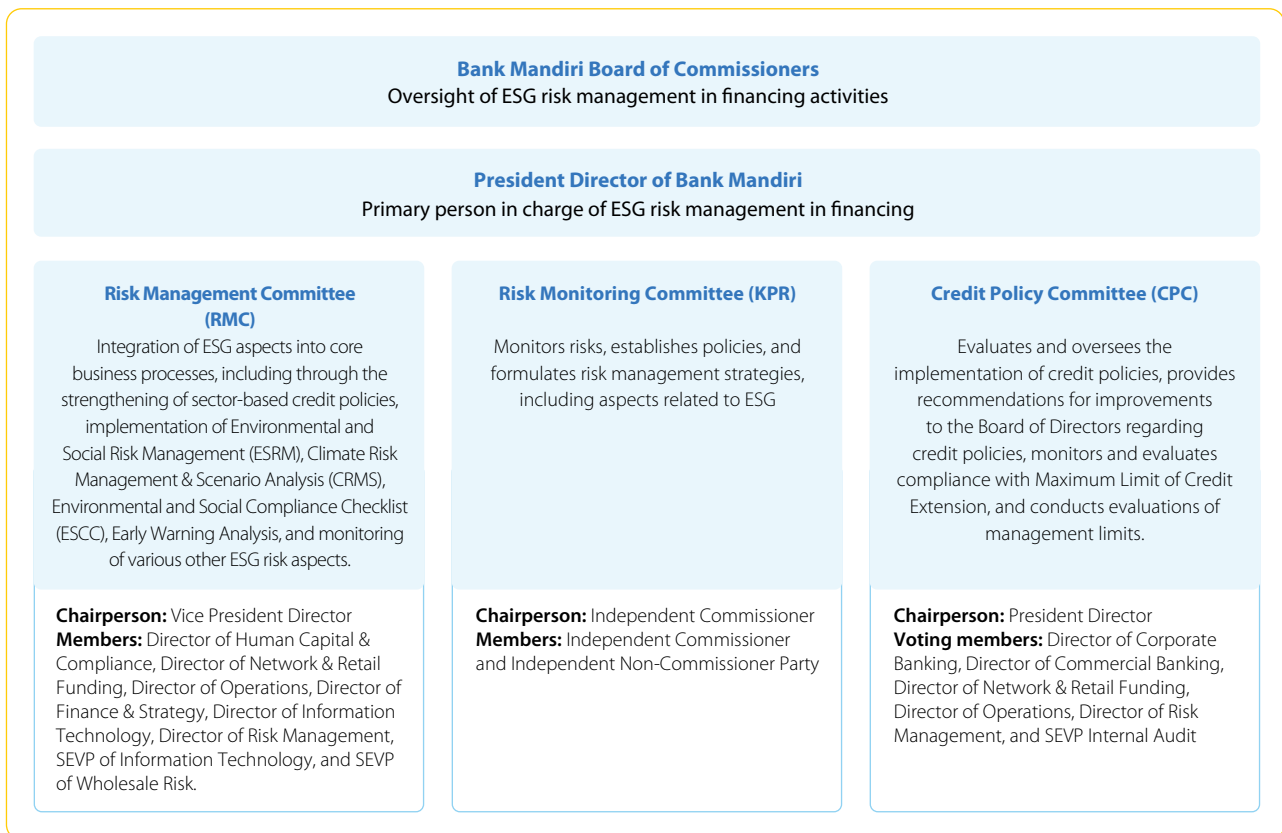 Bank Mandiri Board of Commissioners
Oversight of ESG risk management in financing activities
President Director of Bank Mandiri
Primary person in charge of ESG risk management in financing
Risk Management Committee
(RMC)
Integration of ESG aspects into core
business processes, including through the
strengthening of sector-based credit policies,
implementation of Environmental and
Social Risk Management (ESRM), Climate Risk
Management & Scenario Analysis (CRMS),
Environmental and Social Compliance Checklist
(ESCC), Early Warning Analysis, and monitoring
of various other ESG risk aspects.
Chairperson: Vice President Director
Members: Director of Human Capital &
Compliance, Director of Network & Retail
Funding, Director of Operations, Director of
Finance & Strategy, Director of Information
Technology, Director of Risk Management,
SEVP of Information Technology, and SEVP
of Wholesale Risk.
Risk Monitoring Committee (KPR)
Monitors risks, establishes policies, and
formulates risk management strategies,
including aspects related to ESG
Chairperson: Independent Commissioner
Members: Independent Commissioner
and Independent Non-Commissioner Party
Credit Policy Committee (CPC)
Evaluates and oversees the
implementation of credit policies, provides
recommendations for improvements
to the Board of Directors regarding
credit policies, monitors and evaluates
compliance with Maximum Limit of Credit
Extension, and conducts evaluations of
management limits.
Chairperson: President Director
Voting members: Director of Corporate
Banking, Director of Commercial Banking,
Director of Network & Retail Funding,
Director of Operations, Director of Risk
Management, and SEVP Internal Audit